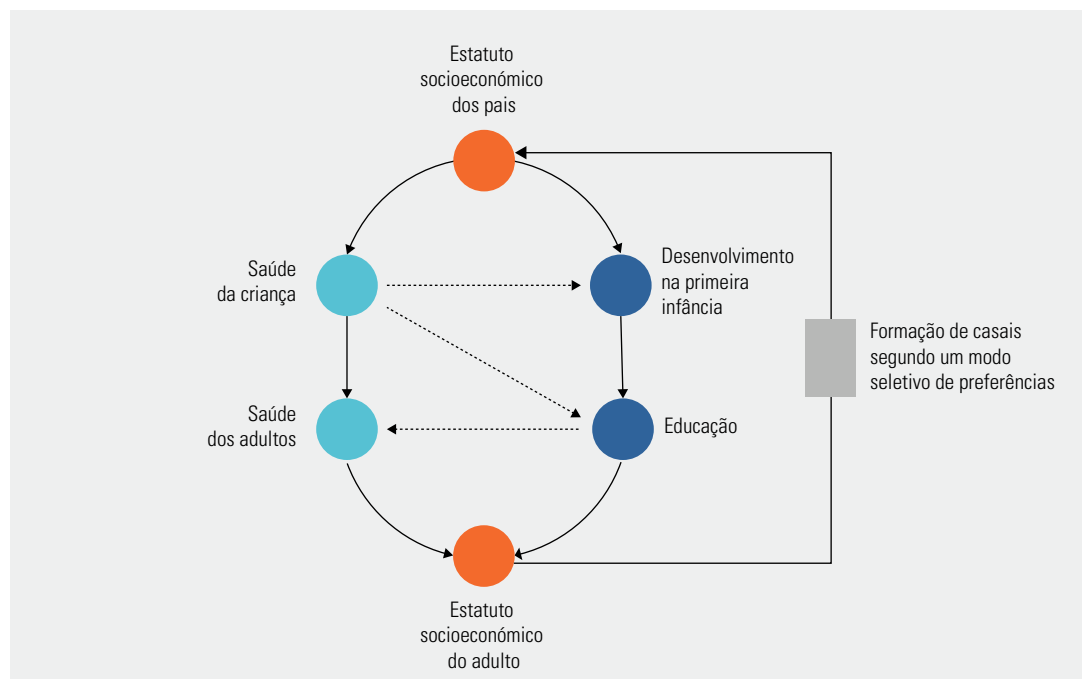 Estatuto
socioeconómico
dos pais
Saúde
da criança
Desenvolvimento
na primeira
infância
Formação de casais
segundo um modo
seletivo de preferências
Saúde
dos adultos
Educação
Estatuto
socioeconómico
do adulto